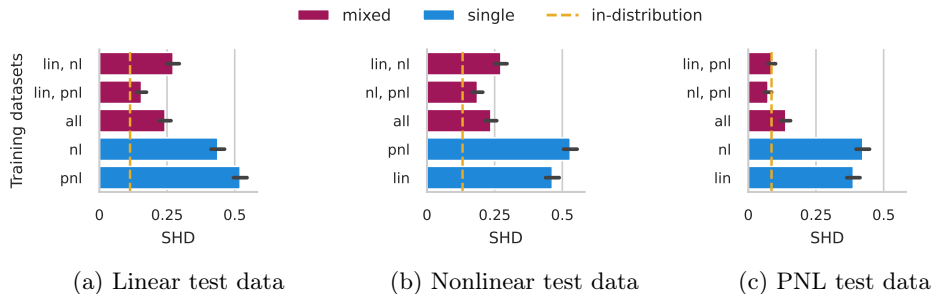 mixed single in-distribution
Training datasets
lin, nl
lin, pnl
all
nl
pnl
0 0.25 0.5
SHD
(a) Linear test data
lin, nl
nl, pnl
all
pnl
lin
0 0.25 0.5
SHD
(b) Nonlinear test data
lin, pnl
nl, pnl
all
nl
lin
0 0.25 0.5
SHD
(c) PNL test data